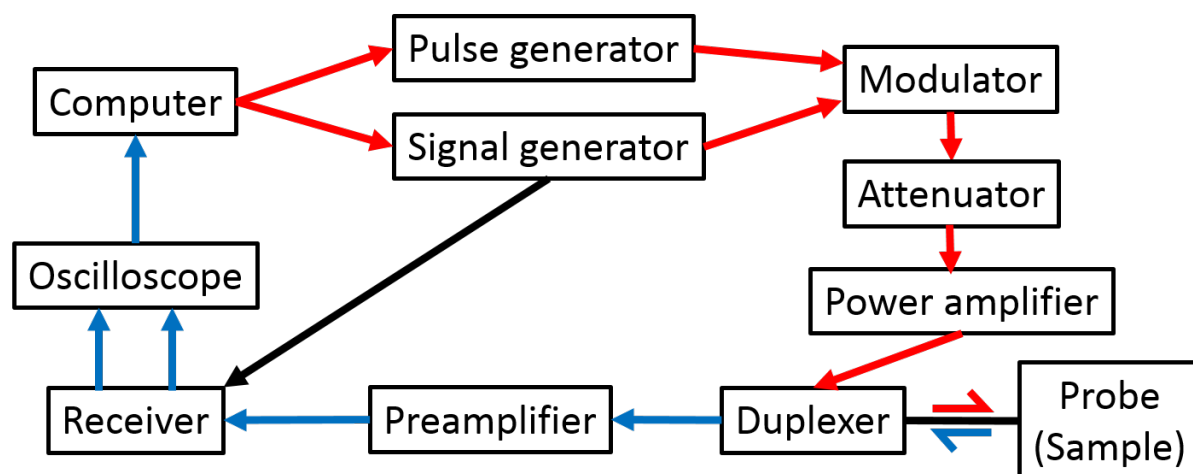 Pulse generator
Computer
Modulator
Signal generator
Attenuator
Oscilloscope
Power amplifier
Receiver
Preamplifier
Duplexer
Probe
(Sample)